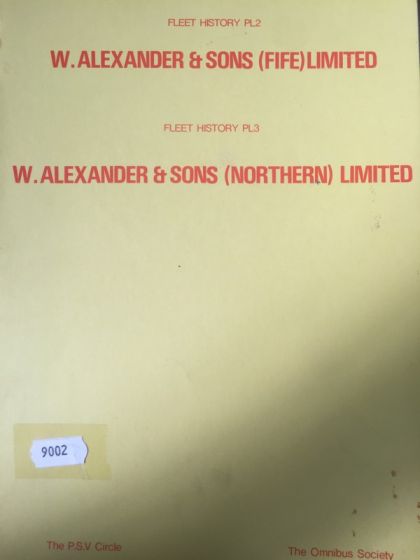 FLEET HISTORY PL2
W. ALEXANDER & SONS (FIFE) LIMITED
FLEET HISTORY PL3
W. ALEXANDER & SONS (NORTHERN) LIMITED
9002
The P.S.V Circle
The Omnibus Society